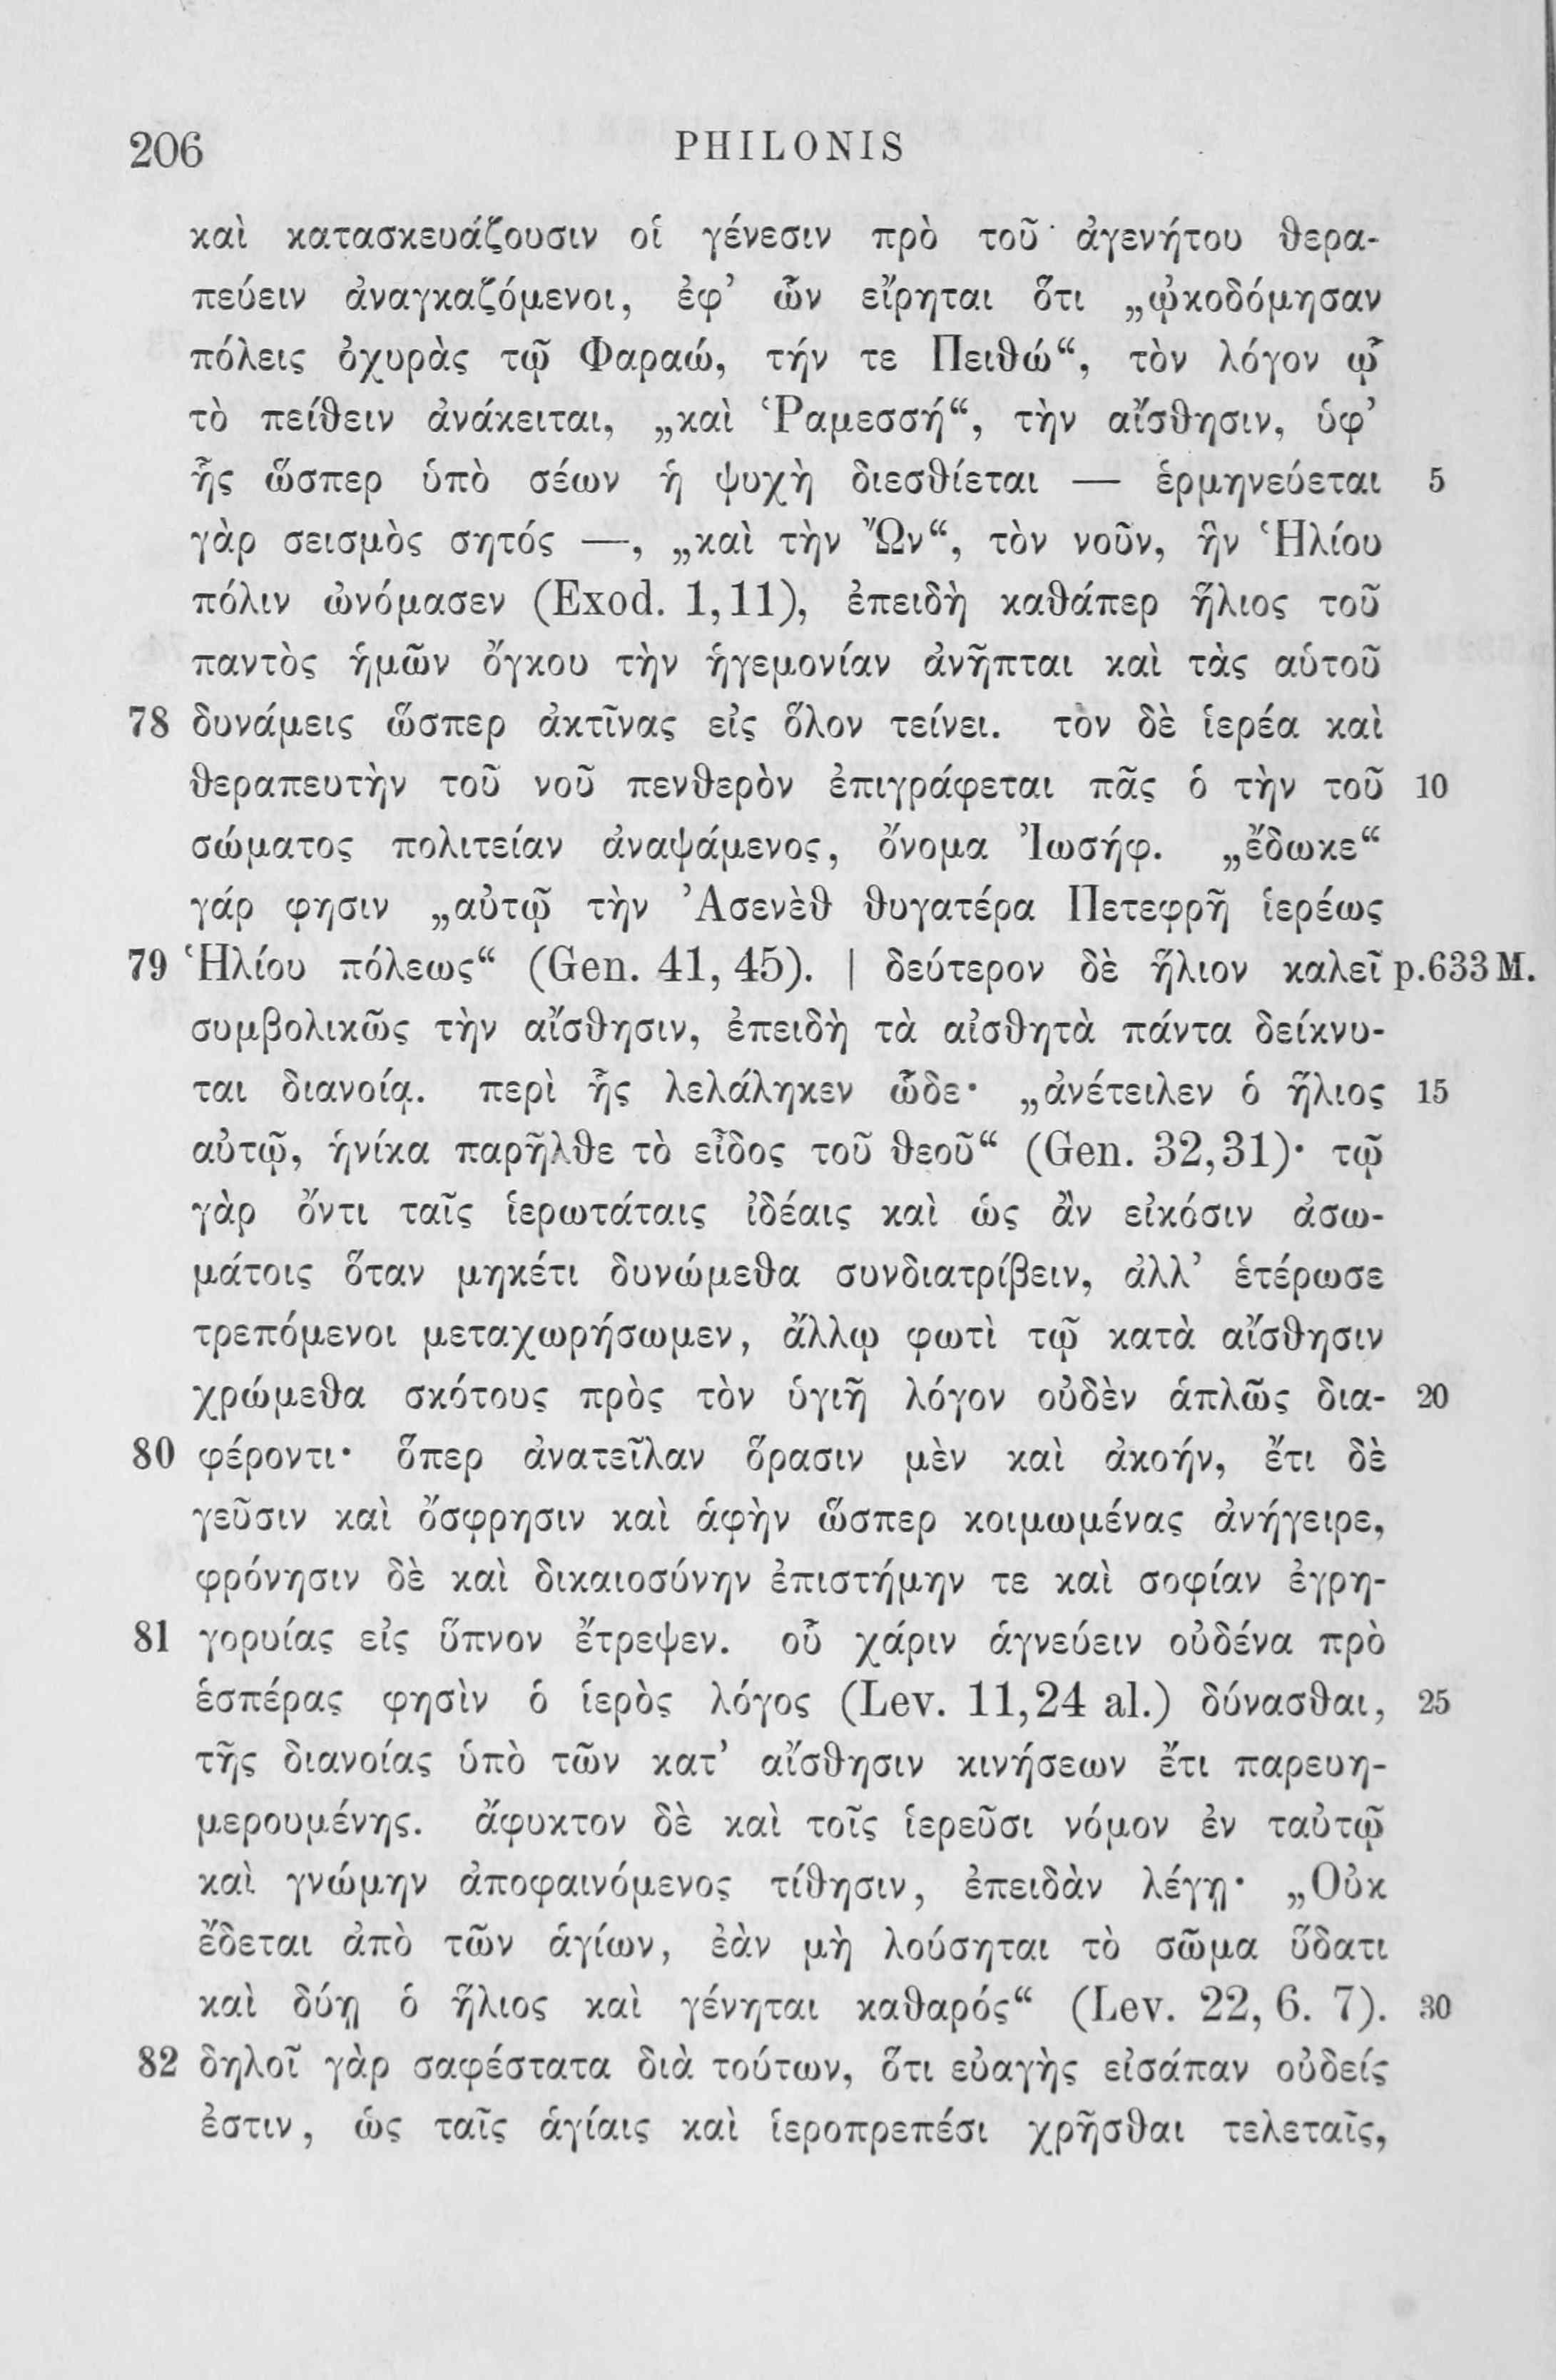 206 PHILONIS
καὶ κατασκευάζουσιν οἱ γένεσιν πρὸ τοῦ ἀγενήτου θερα-
πεύειν ἀναγκαζόμενοι, ἐφ’ ὧν εἴρηται ὅτι „ᾠκοδόμησαν
πόλεις ὀχυρὰς τῷ Φαραώ, τήν τε Πειθώ“, τὸν λόγον ᾧ
τὸ πείθειν ἀνάκειται, „καὶ Ῥαμεσσή“, τὴν αἴσθησιν, ὑφ’
ἧς ὥσπερ ὑπὸ σέων ἡ ψυχὴ διεσθίεται — ἑρμηνεύεται 5
γὰρ σεισμὸς σητός —, „καὶ τὴν Ὤν“, τὸν νοῦν, ἣν Ἡλίου
πόλιν ὠνόμασεν (Exod. 1,11), ἐπειδὴ καθάπερ ἥλιος τοῦ
παντὸς ἡμῶν ὄγκου τὴν ἡγεμονίαν ἀνῆπται καὶ τὰς αὑτοῦ
78 δυνάμεις ὥσπερ ἀκτῖνας εἰς ὅλον τείνει. τὸν δὲ ἱερέα καὶ
θεραπευτὴν τοῦ νοῦ πενθερὸν ἐπιγράφεται πᾶς ὁ τὴν τοῦ 10
σώματος πολιτείαν ἀναψάμενος, ὄνομα Ἰωσήφ. „ἔδωκε“
γάρ φησιν „αὐτῷ τὴν Ἀσενὲθ θυγατέρα Πετεφρῆ ἱερέως
79 Ἡλίου πόλεως“ (Gen. 41, 45). | δεύτερον δὲ ἥλιον καλεῖ p.633 M.
συμβολικῶς τὴν αἴσθησιν, ἐπειδὴ τὰ αἰσθητὰ πάντα δείκνυ-
ται διανοίᾳ. περὶ ἧς λελάληκεν ὧδε· „ἀνέτειλεν ὁ ἥλιος 15
αὐτῷ, ἡνίκα παρῆλθε τὸ εἶδος τοῦ θεοῦ“ (Gen. 32,31)· τῷ
γὰρ ὄντι ταῖς ἱερωτάταις ἰδέαις καὶ ὡς ἂν εἰκόσιν ἀσω-
μάτοις ὅταν μηκέτι δυνώμεθα συνδιατρίβειν, ἀλλ’ ἑτέρωσε
τρεπόμενοι μεταχωρήσωμεν, ἄλλῳ φωτὶ τῷ κατὰ αἴσθησιν
χρώμεθα σκότους πρὸς τὸν ὑγιῆ λόγον οὐδὲν ἁπλῶς δια- 20
80 φέροντι· ὅπερ ἀνατεῖλαν ὅρασιν μὲν καὶ ἀκοήν, ἔτι δὲ
γεῦσιν καὶ ὄσφρησιν καὶ ἁφὴν ὥσπερ κοιμωμένας ἀνήγειρε,
φρόνησιν δὲ καὶ δικαιοσύνην ἐπιστήμην τε καὶ σοφίαν ἐγρη-
81 γορυίας εἰς ὕπνον ἔτρεψεν. οὗ χάριν ἁγνεύειν οὐδένα πρὸ
ἑσπέρας φησὶν ὁ ἱερὸς λόγος (Lev. 11,24 al.) δύνασθαι, 25
τῆς διανοίας ὑπὸ τῶν κατ’ αἴσθησιν κινήσεων ἔτι παρευη-
μερουμένης. ἄφυκτον δὲ καὶ τοῖς ἱερεῦσι νόμον ἐν ταὐτῷ
καὶ γνώμην ἀποφαινόμενος τίθησιν, ἐπειδὰν λέγῃ· „Οὐκ
ἔδεται ἀπὸ τῶν ἁγίων, ἐὰν μὴ λούσηται τὸ σῶμα ὕδατι
καὶ δύῃ ὁ ἥλιος καὶ γένηται καθαρός“ (Lev. 22, 6. 7). 30
82 δηλοῖ γὰρ σαφέστατα διὰ τούτων, ὅτι εὐαγὴς εἰσάπαν οὐδείς
ἐστιν, ὡς ταῖς ἁγίαις καὶ ἱεροπρεπέσι χρῆσθαι τελεταῖς,